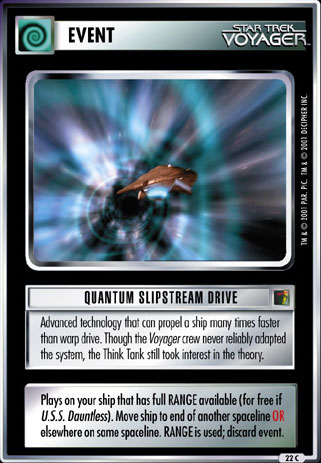 EVENT
STAR TREK
VOYAGER™
TM & © 2001 PAR. PIC. TM & © 2001 DECIPHER INC.
QUANTUM SLIPSTREAM DRIVE
Advanced technology that can propel a ship many times faster
than warp drive. Though the Voyager crew never reliably adapted
the system, the Think Tank still took interest in the theory.
Plays on your ship that has full RANGE available (for free if
U.S.S. Dauntless). Move ship to end of another spaceline OR
elsewhere on same spaceline. RANGE is used; discard event.
22 C